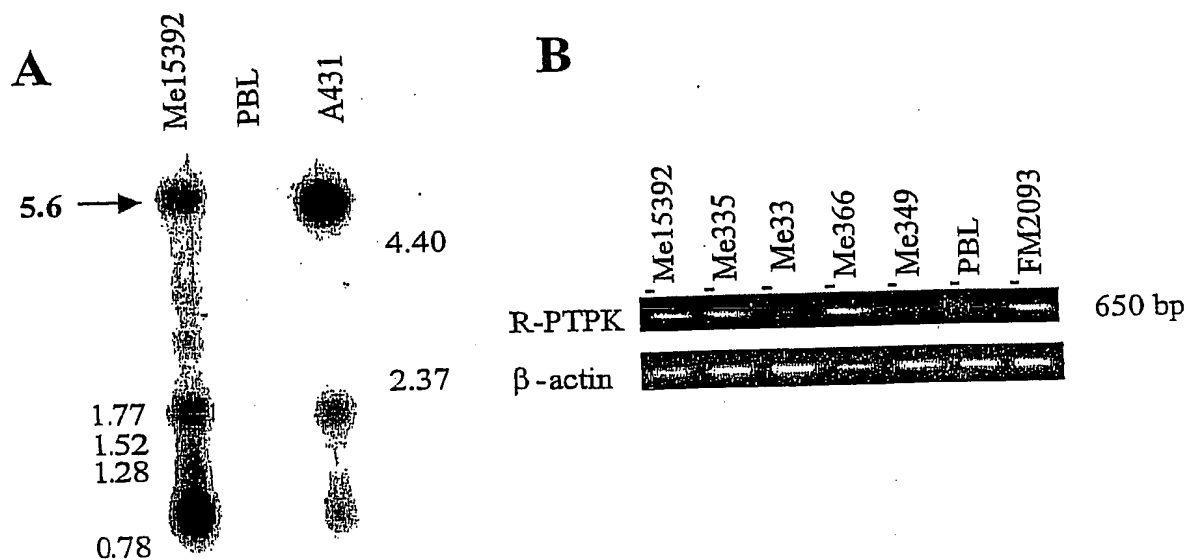 A
Me15392
PBL
A431
5.6
4.40
2.37
1.77
1.52
1.28
0.78
B
Me15392
Me335
Me33
Me366
Me349
PBL
FM2093
R-PTPK
650 bp
β-actin